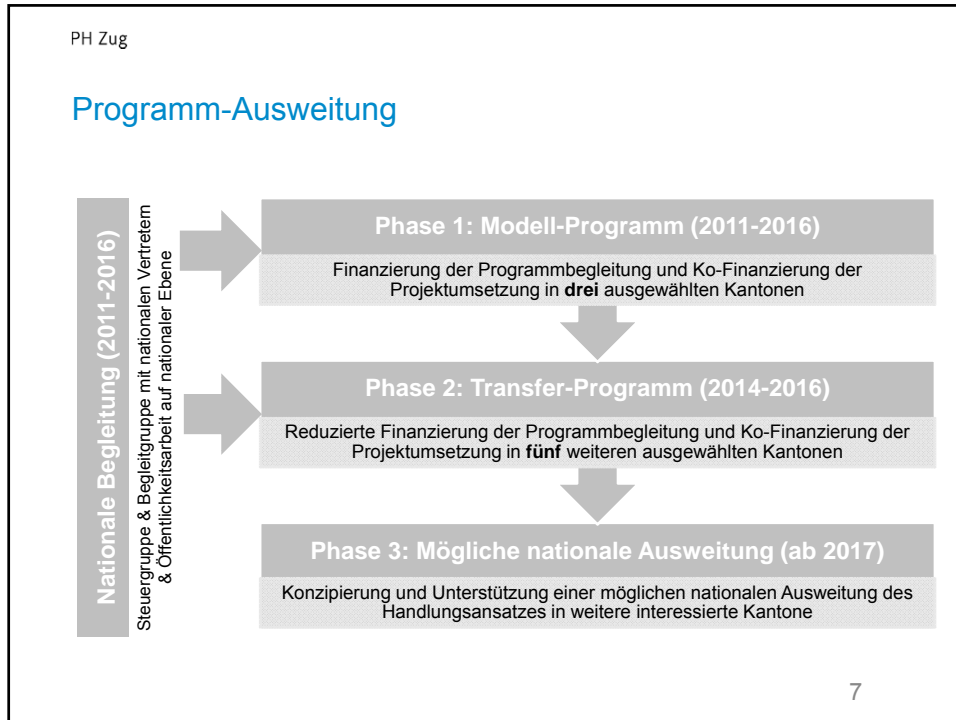 PH Zug
Programm-Ausweitung
Nationale Begleitung (2011-2016)
Steuergruppe & Begleitgruppe mit nationalen Vertretern
& Öffentlichkeitsarbeit auf nationaler Ebene
Phase 1: Modell-Programm (2011-2016)
Finanzierung der Programmbegleitung und Ko-Finanzierung der
Projektumsetzung in drei ausgewählten Kantonen
Phase 2: Transfer-Programm (2014-2016)
Reduzierte Finanzierung der Programmbegleitung und Ko-Finanzierung der
Projektumsetzung in fünf weiteren ausgewählten Kantonen
Phase 3: Mögliche nationale Ausweitung (ab 2017)
Konzipierung und Unterstützung einer möglichen nationalen Ausweitung des
Handlungsansatzes in weitere interessierte Kantone
7